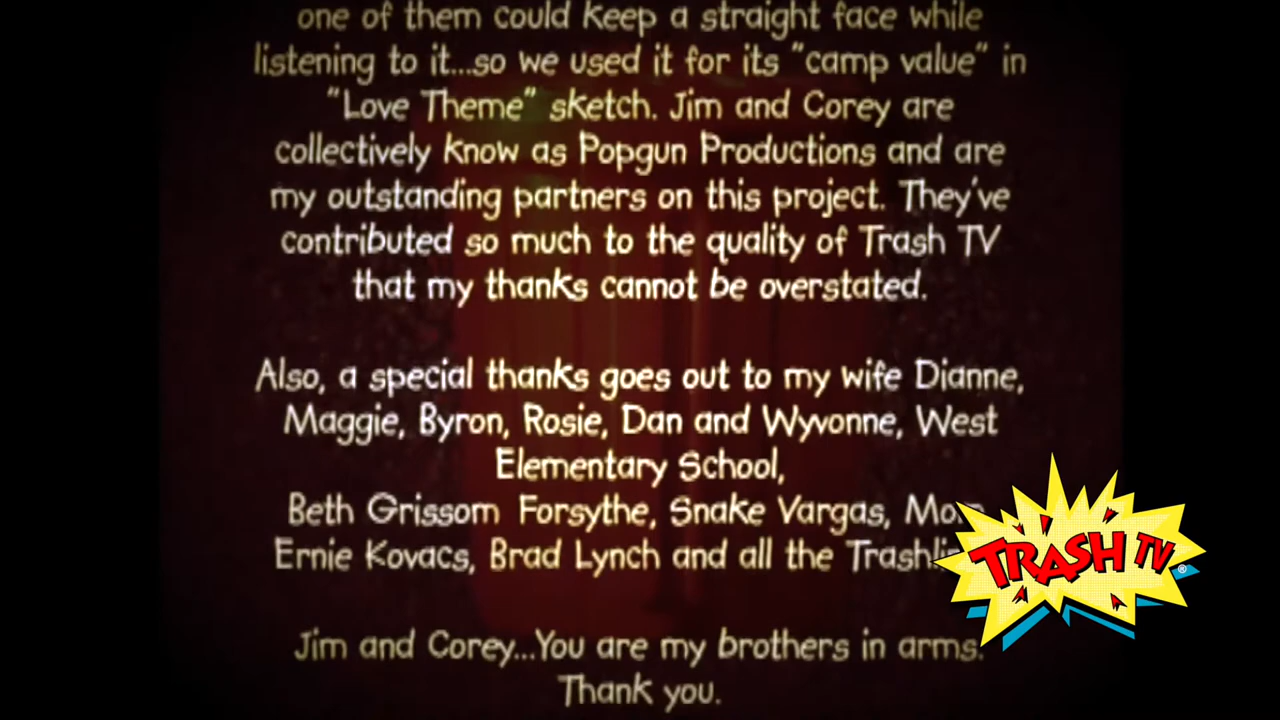 one of them could keep a straight face while
listening to it...so we used it for its "camp value" in
"Love Theme" sketch. Jim and Corey are
collectively know as Popgun Productions and are
my outstanding partners on this project. They've
contributed so much to the quality of Trash TV
that my thanks cannot be overstated.
Also, a special thanks goes out to my wife Dianne,
Maggie, Byron, Rosie, Dan and Wyvonne, West
Elementary School,
Beth Grissom Forsythe, Snake Vargas,
Ernie Kovacs, Brad Lynch and all the
TRASH TV®
Jim and Corey...You are my brothers in arms.
Thank you.